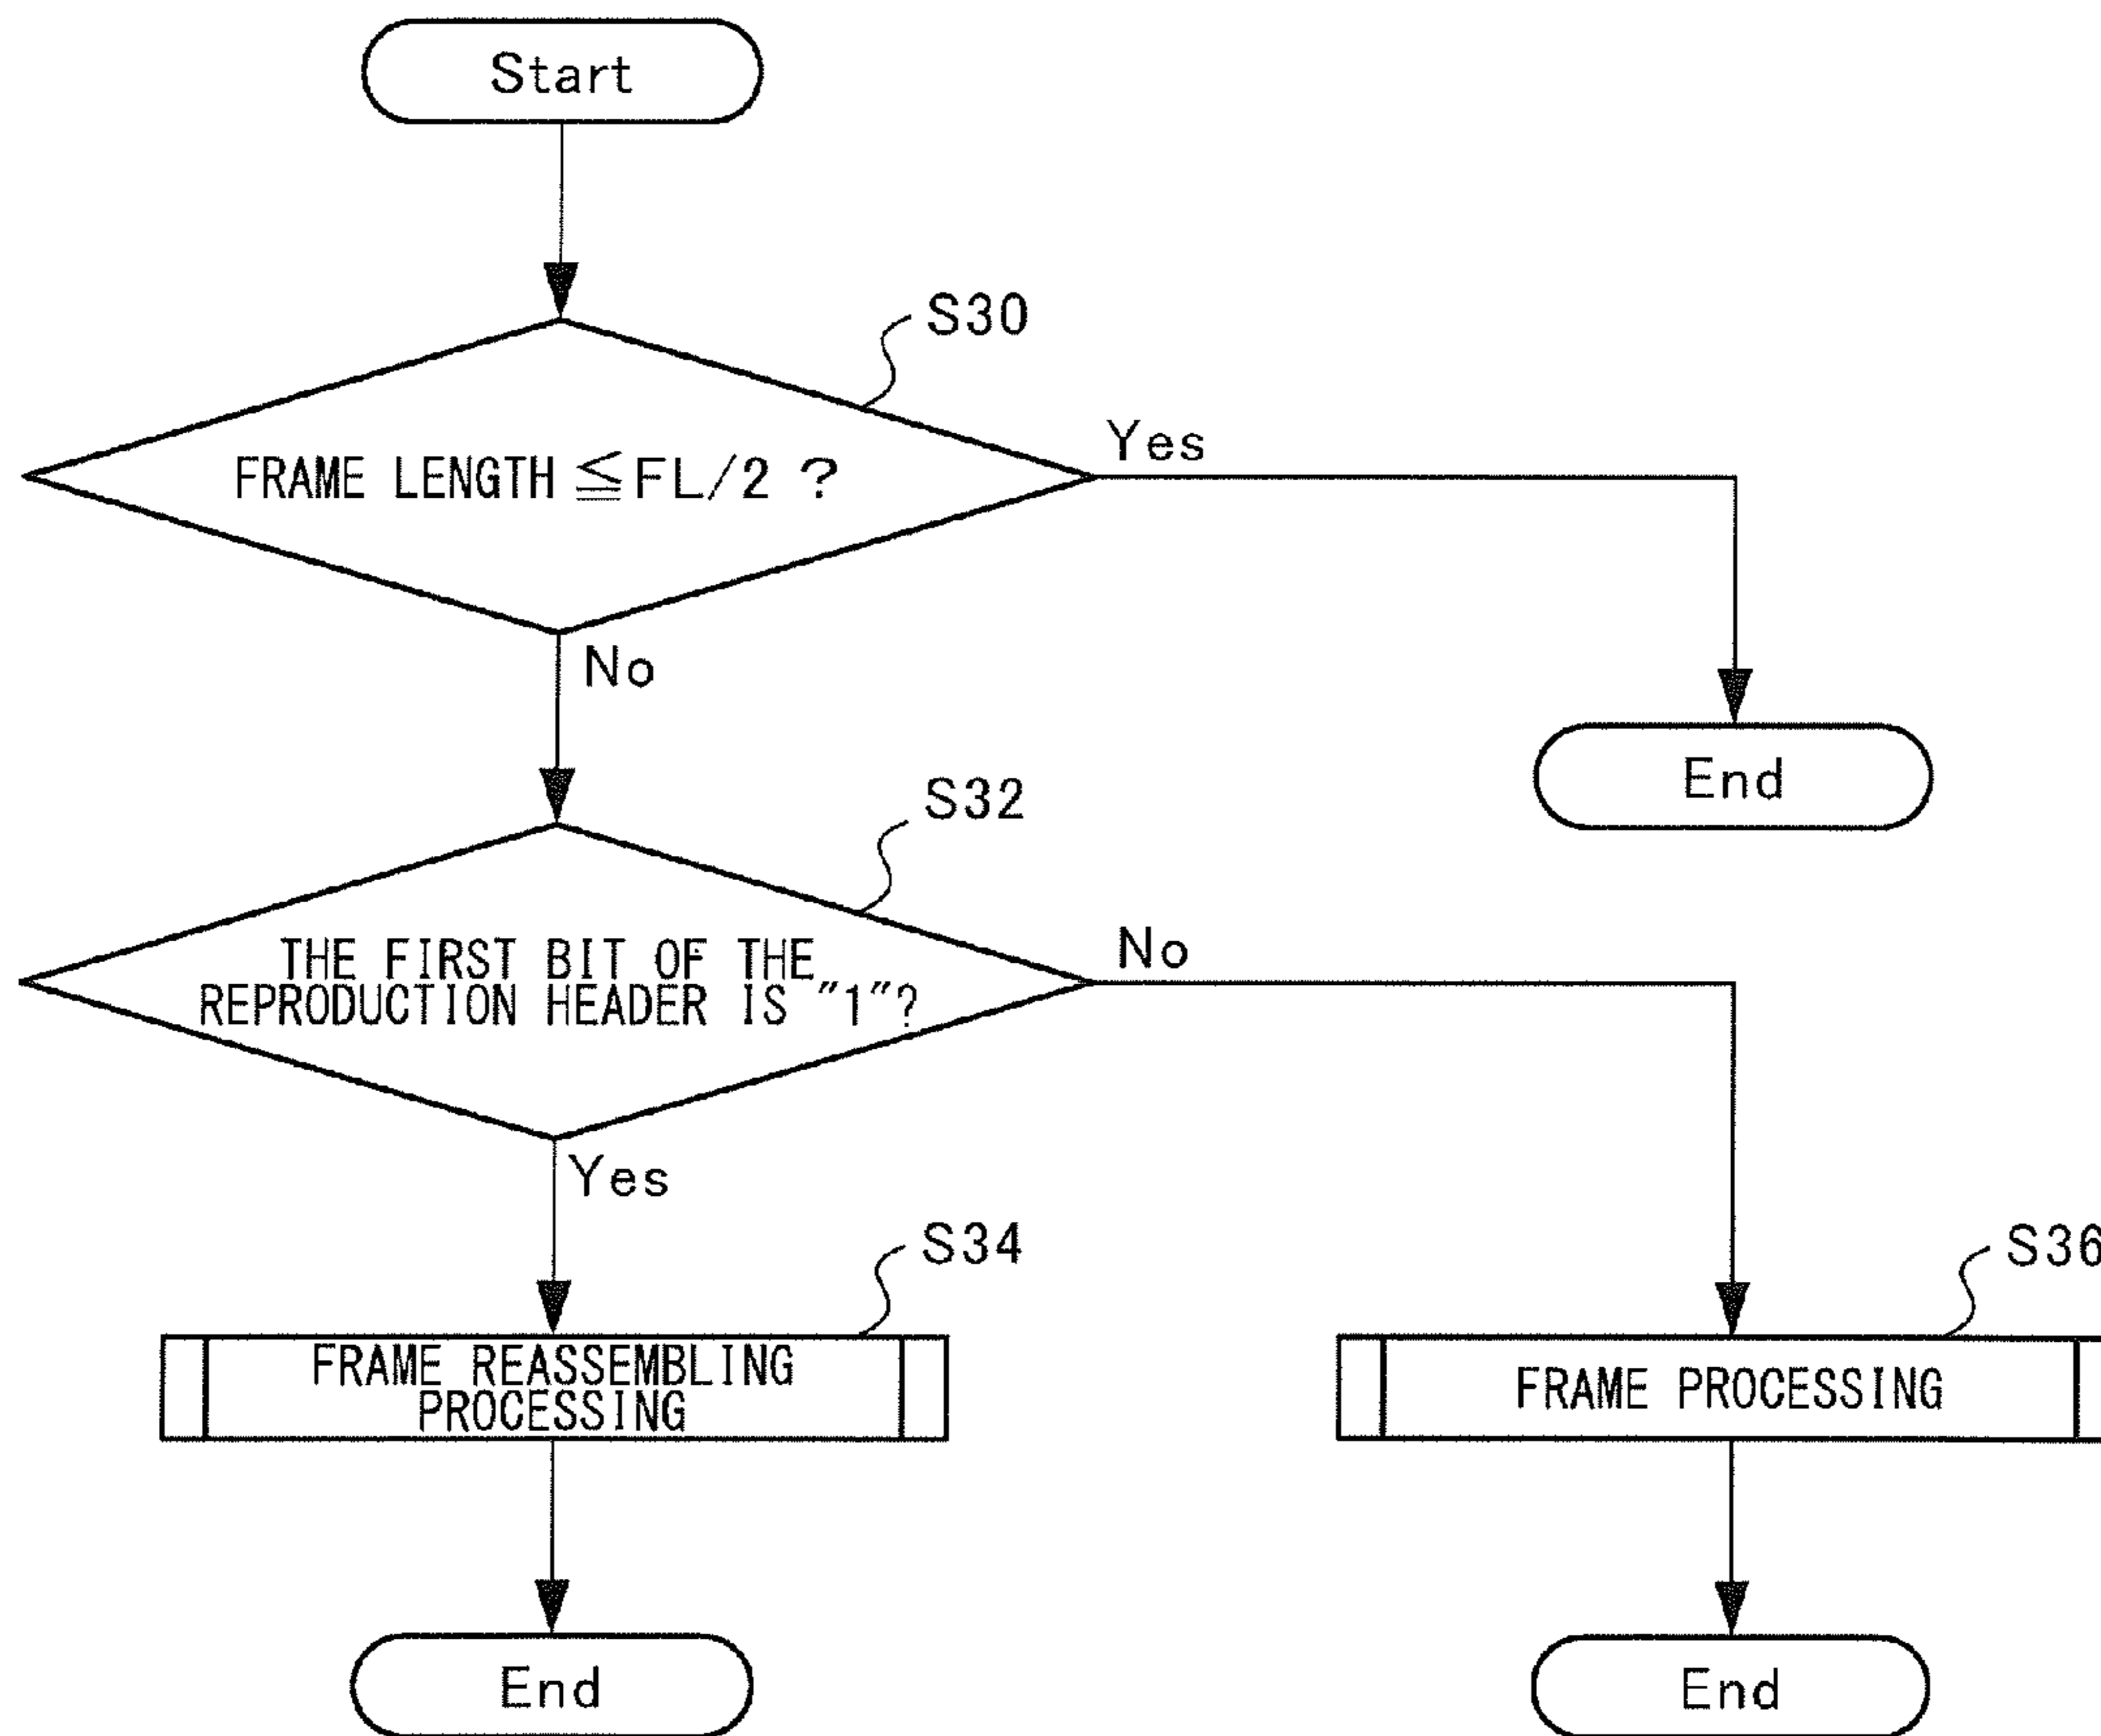 Start
S30
FRAME LENGTH ≦ FL/2 ?
Yes
No
End
S32
THE FIRST BIT OF THE
REPRODUCTION HEADER IS "1"?
No
Yes
S34
S36
FRAME REASSEMBLING
PROCESSING
FRAME PROCESSING
End
End